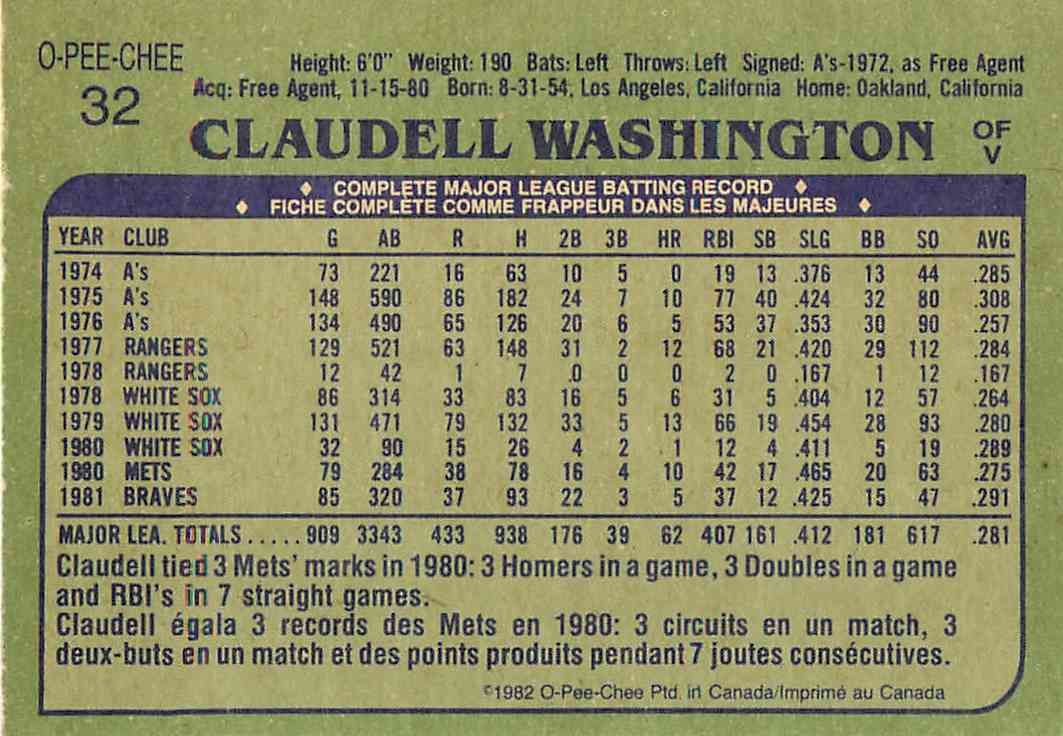 O-PEE-CHEE Height: 6'0" Weight: 190 Bats: Left Throws: Left Signed: A's-1972, as Free Agent
32 Acq: Free Agent, 11-15-80 Born: 8-31-54, Los Angeles, California Home: Oakland, California
CLAUDELL WASHINGTON OF
V
♦ COMPLETE MAJOR LEAGUE BATTING RECORD ♦
♦ FICHE COMPLÈTE COMME FRAPPEUR DANS LES MAJEURES ♦
YEAR CLUB G AB R H 2B 3B HR RBI SB SLG BB SO AVG
1974 A's 73 221 16 63 10 5 0 19 13 .376 13 44 .285
1975 A's 148 590 86 182 24 7 10 77 40 .424 32 80 .308
1976 A's 134 490 65 126 20 6 5 53 37 .353 30 90 .257
1977 RANGERS 129 521 63 148 31 2 12 68 21 .420 29 112 .284
1978 RANGERS 12 42 1 7 .0 0 0 2 0 .167 1 12 .167
1978 WHITE SOX 86 314 33 83 16 5 6 31 5 .404 12 57 .264
1979 WHITE SOX 131 471 79 132 33 5 13 66 19 .454 28 93 .280
1980 WHITE SOX 32 90 15 26 4 2 1 12 4 .411 5 19 .289
1980 METS 79 284 38 78 16 4 10 42 17 .465 20 63 .275
1981 BRAVES 85 320 37 93 22 3 5 37 12 .425 15 47 .291
MAJOR LEA. TOTALS.....909 3343 433 938 176 39 62 407 161 .412 181 617 .281
Claudell tied 3 Mets' marks in 1980: 3 Homers in a game, 3 Doubles in a game
and RBI's in 7 straight games.
Claudell égala 3 records des Mets en 1980: 3 circuits en un match, 3
deux-buts en un match et des points produits pendant 7 joutes consécutives.
©1982 O-Pee-Chee Ptd. in Canada/Imprimé au Canada